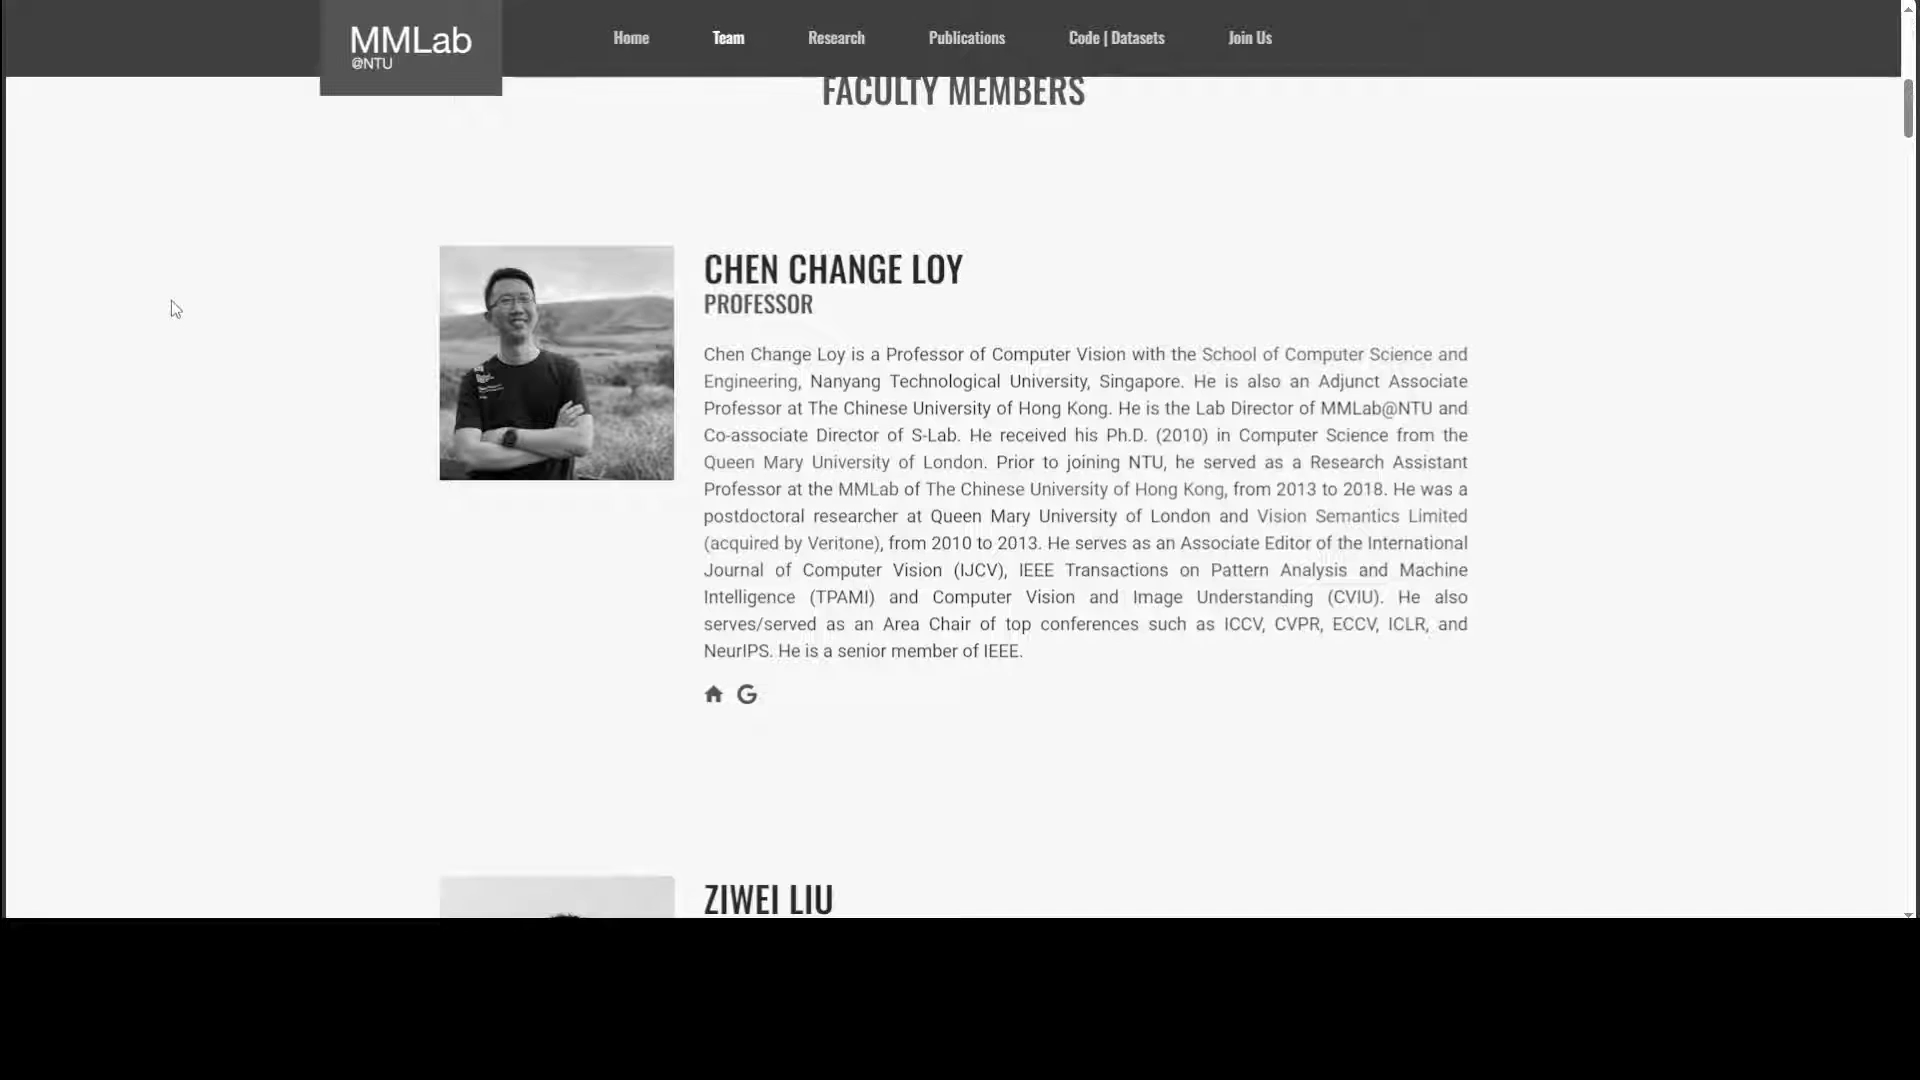 MMLab
@NTU
Home Team Research Publications Code | Datasets Join Us
FACULTY MEMBERS
CHEN CHANGE LOY
PROFESSOR
Chen Change Loy is a Professor of Computer Vision with the School of Computer Science and
Engineering, Nanyang Technological University, Singapore. He is also an Adjunct Associate
Professor at The Chinese University of Hong Kong. He is the Lab Director of MMLab@NTU and
Co-associate Director of S-Lab. He received his Ph.D. (2010) in Computer Science from the
Queen Mary University of London. Prior to joining NTU, he served as a Research Assistant
Professor at the MMLab of The Chinese University of Hong Kong, from 2013 to 2018. He was a
postdoctoral researcher at Queen Mary University of London and Vision Semantics Limited
(acquired by Veritone), from 2010 to 2013. He serves as an Associate Editor of the International
Journal of Computer Vision (IJCV), IEEE Transactions on Pattern Analysis and Machine
Intelligence (TPAMI) and Computer Vision and Image Understanding (CVIU). He also
serves/served as an Area Chair of top conferences such as ICCV, CVPR, ECCV, ICLR, and
NeurIPS. He is a senior member of IEEE.
G
ZIWEI LIU